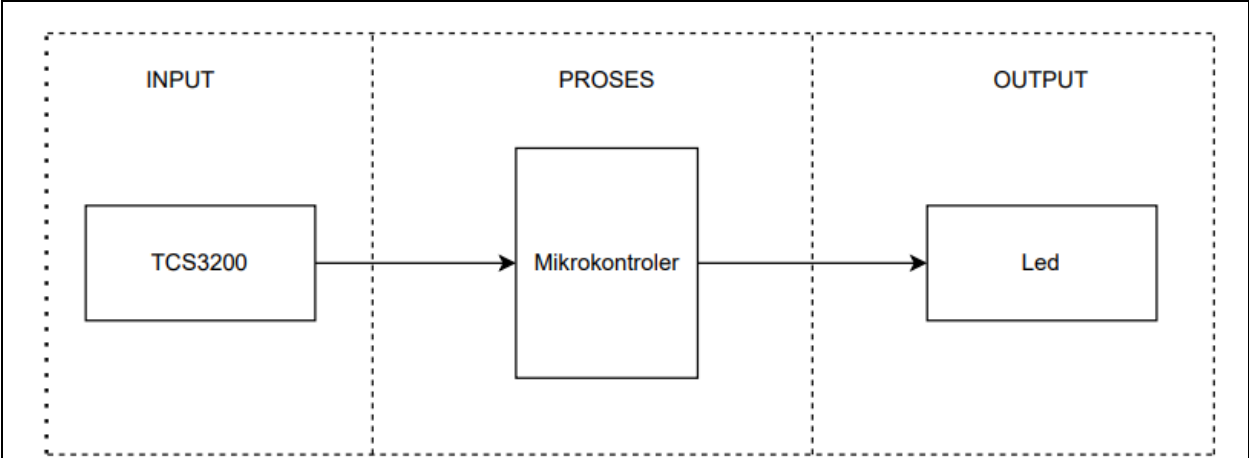 INPUT
PROSES
OUTPUT
TCS3200
Mikrokontroler
Led